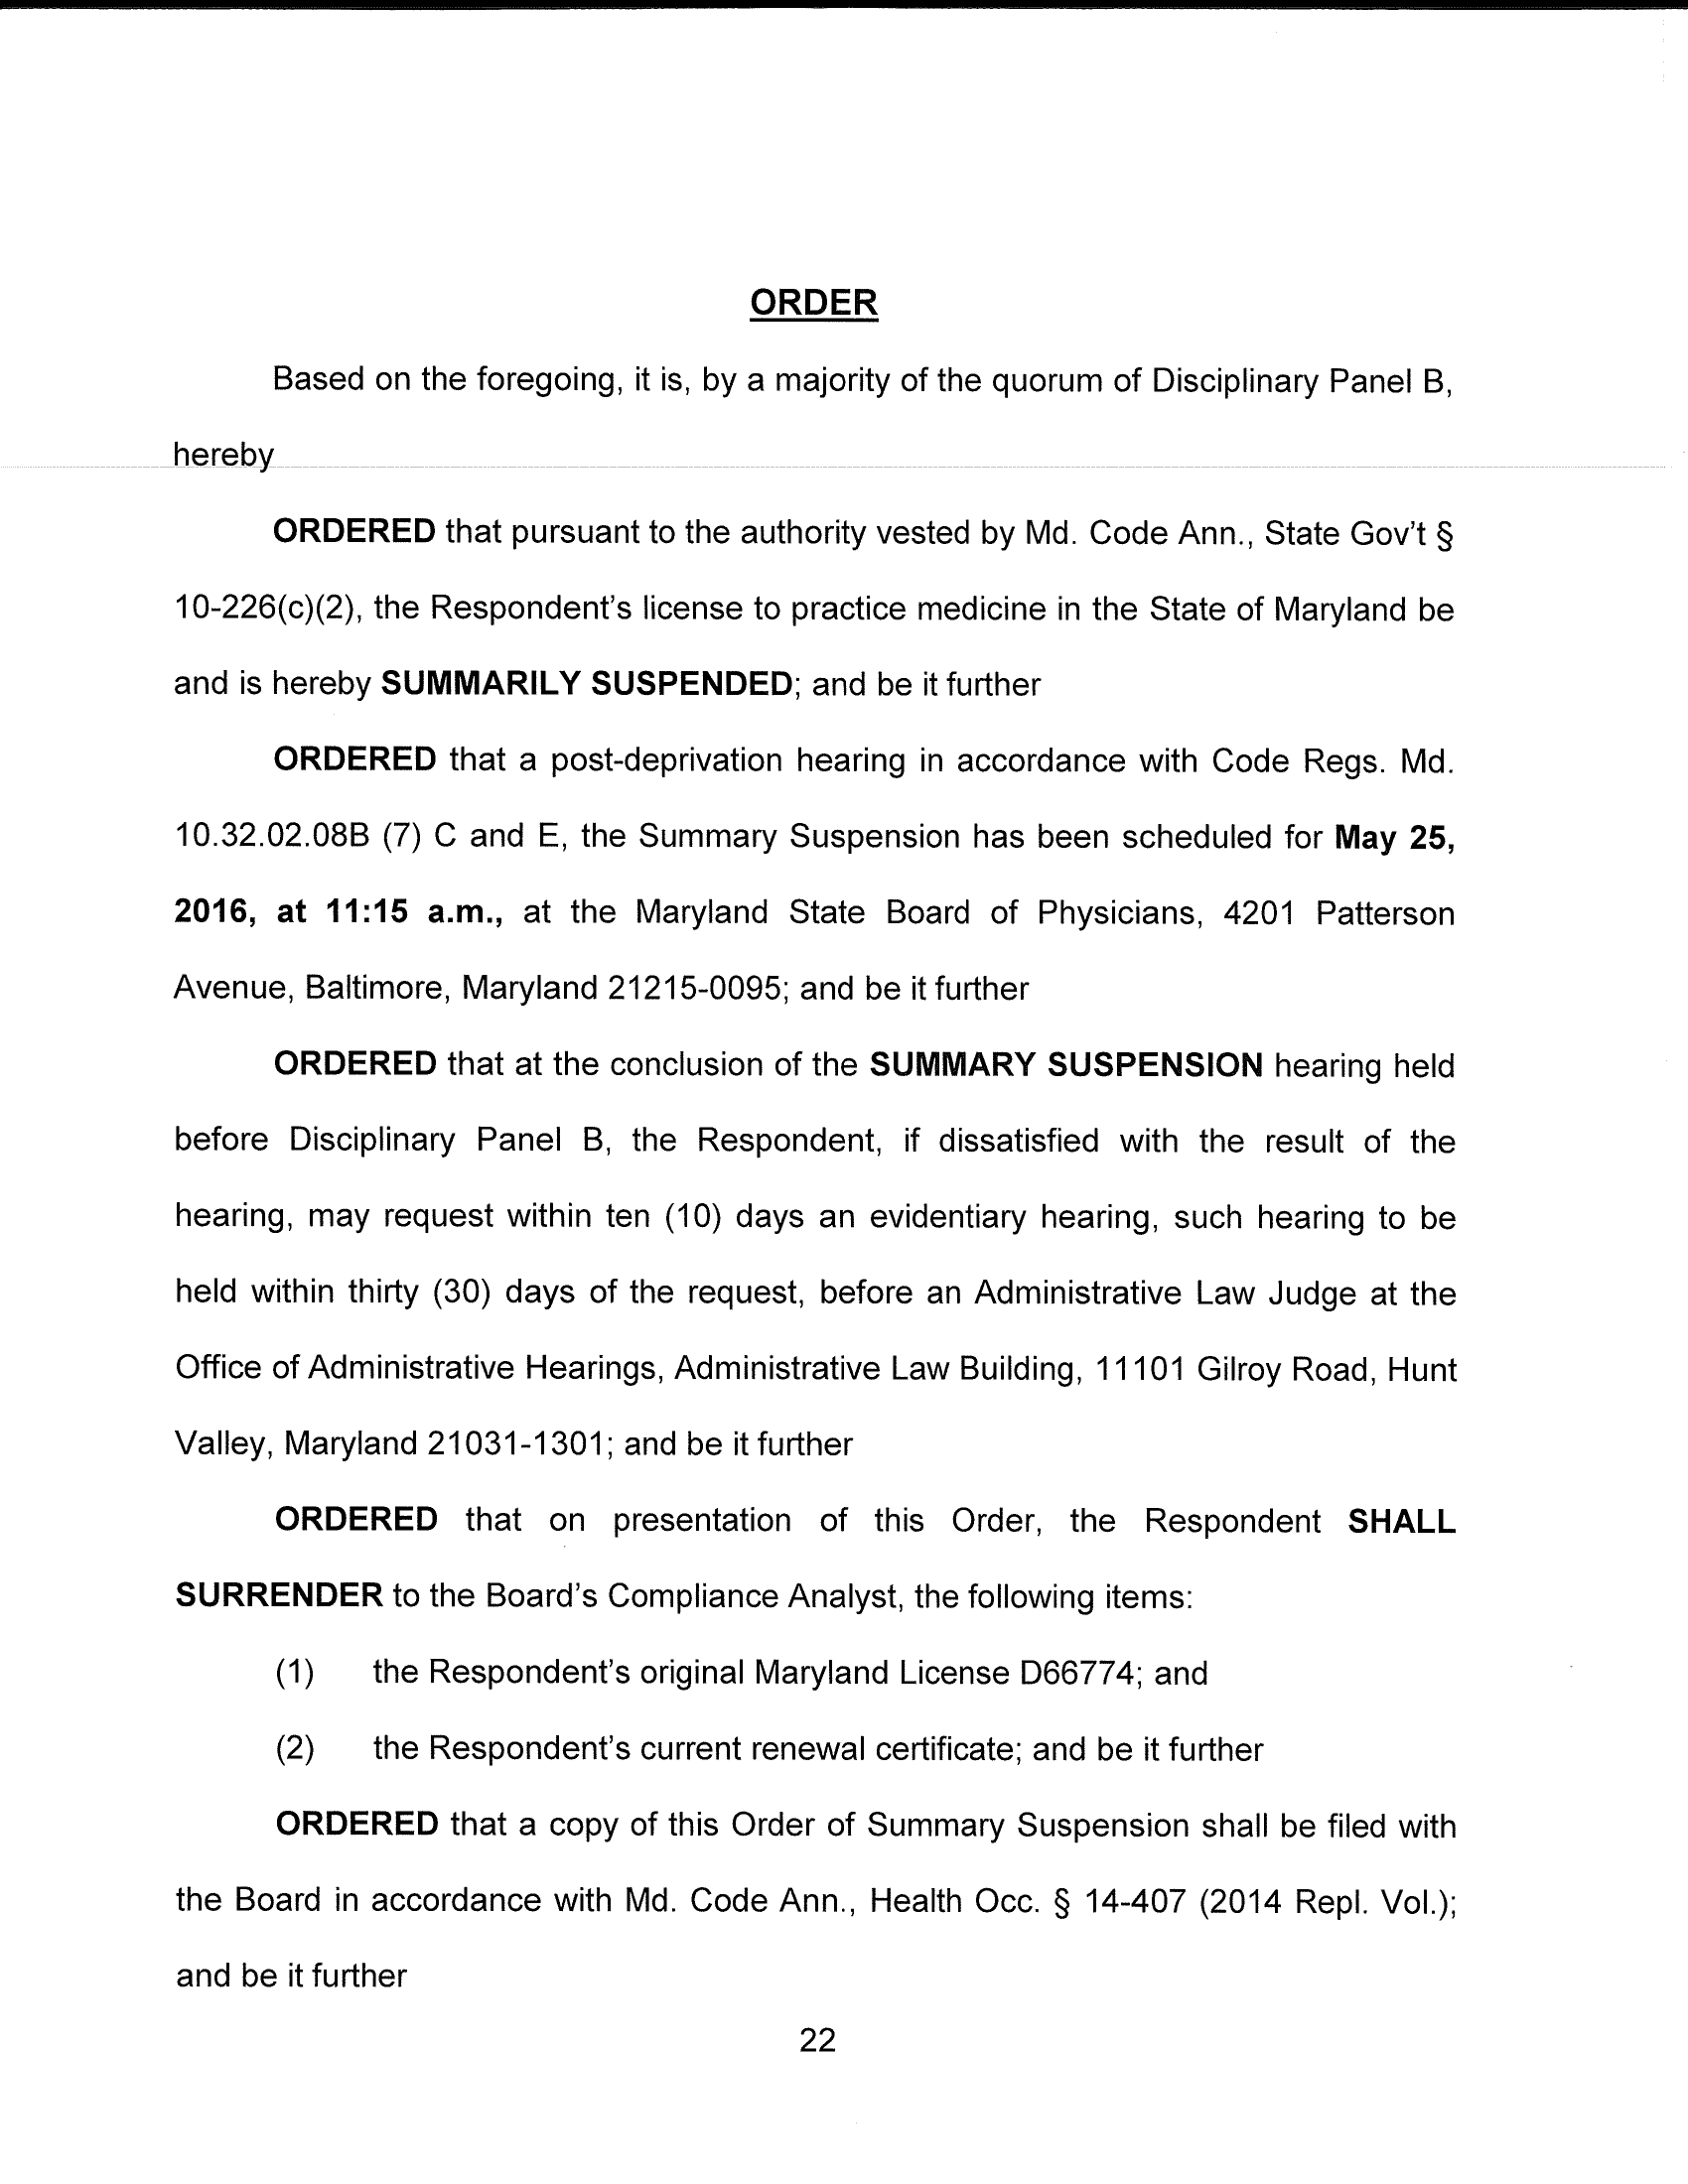 ORDER
Based on the foregoing, it is, by a majority of the quorum of Disciplinary Panel B,
hereby
ORDERED that pursuant to the authority vested by Md. Code Ann., State Gov't §
10-226(c)(2), the Respondent's license to practice medicine in the State of Maryland be
and is hereby SUMMARILY SUSPENDED; and be it further
ORDERED that a post-deprivation hearing in accordance with Code Regs. Md.
10.32.02.08B (7) C and E, the Summary Suspension has been scheduled for May 25,
2016, at 11:15 a.m., at the Maryland State Board of Physicians, 4201 Patterson
Avenue, Baltimore, Maryland 21215-0095; and be it further
ORDERED that at the conclusion of the SUMMARY SUSPENSION hearing held
before Disciplinary Panel B, the Respondent, if dissatisfied with the result of the
hearing, may request within ten (10) days an evidentiary hearing, such hearing to be
held within thirty (30) days of the request, before an Administrative Law Judge at the
Office of Administrative Hearings, Administrative Law Building, 11101 Gilroy Road, Hunt
Valley, Maryland 21031-1301; and be it further
ORDERED that on presentation of this Order, the Respondent SHALL
SURRENDER to the Board's Compliance Analyst, the following items:
(1) the Respondent's original Maryland License D66774; and
(2) the Respondent's current renewal certificate; and be it further
ORDERED that a copy of this Order of Summary Suspension shall be filed with
the Board in accordance with Md. Code Ann., Health Occ. § 14-407 (2014 Repl. Vol.);
and be it further
22